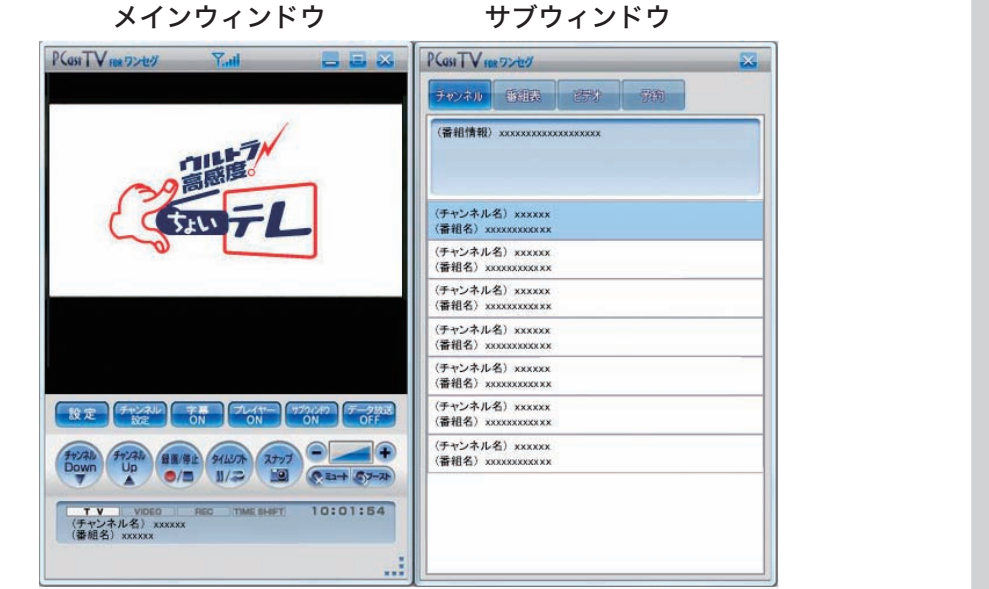 メインウィンドウ
サブウィンドウ
PCast TV FOR ワンセグ
ウルトラ
高感度
ちょい テレ
設定
チャンネル
設定
字幕
ON
プレイヤー
ON
サブウィンドウ
ON
データ放送
OFF
チャンネル
Down
チャンネル
Up
録画/停止
タイムシフト
スナップ
ミュート
ブースト
TV VIDEO REC TIME SHIFT 10:01:54
(チャンネル名) xxxxxx
(番組名) xxxxxx
PCast TV FOR ワンセグ
チャンネル 番組表 ビデオ 予約
(番組情報) xxxxxxxxxxxxxxxxxxx
(チャンネル名) xxxxxx
(番組名) xxxxxxxxxxxx
(チャンネル名) xxxxxx
(番組名) xxxxxxxxxxxx
(チャンネル名) xxxxxx
(番組名) xxxxxxxxxxxx
(チャンネル名) xxxxxx
(番組名) xxxxxxxxxxxx
(チャンネル名) xxxxxx
(番組名) xxxxxxxxxxxx
(チャンネル名) xxxxxx
(番組名) xxxxxxxxxxxx
(チャンネル名) xxxxxx
(番組名) xxxxxxxxxxxx